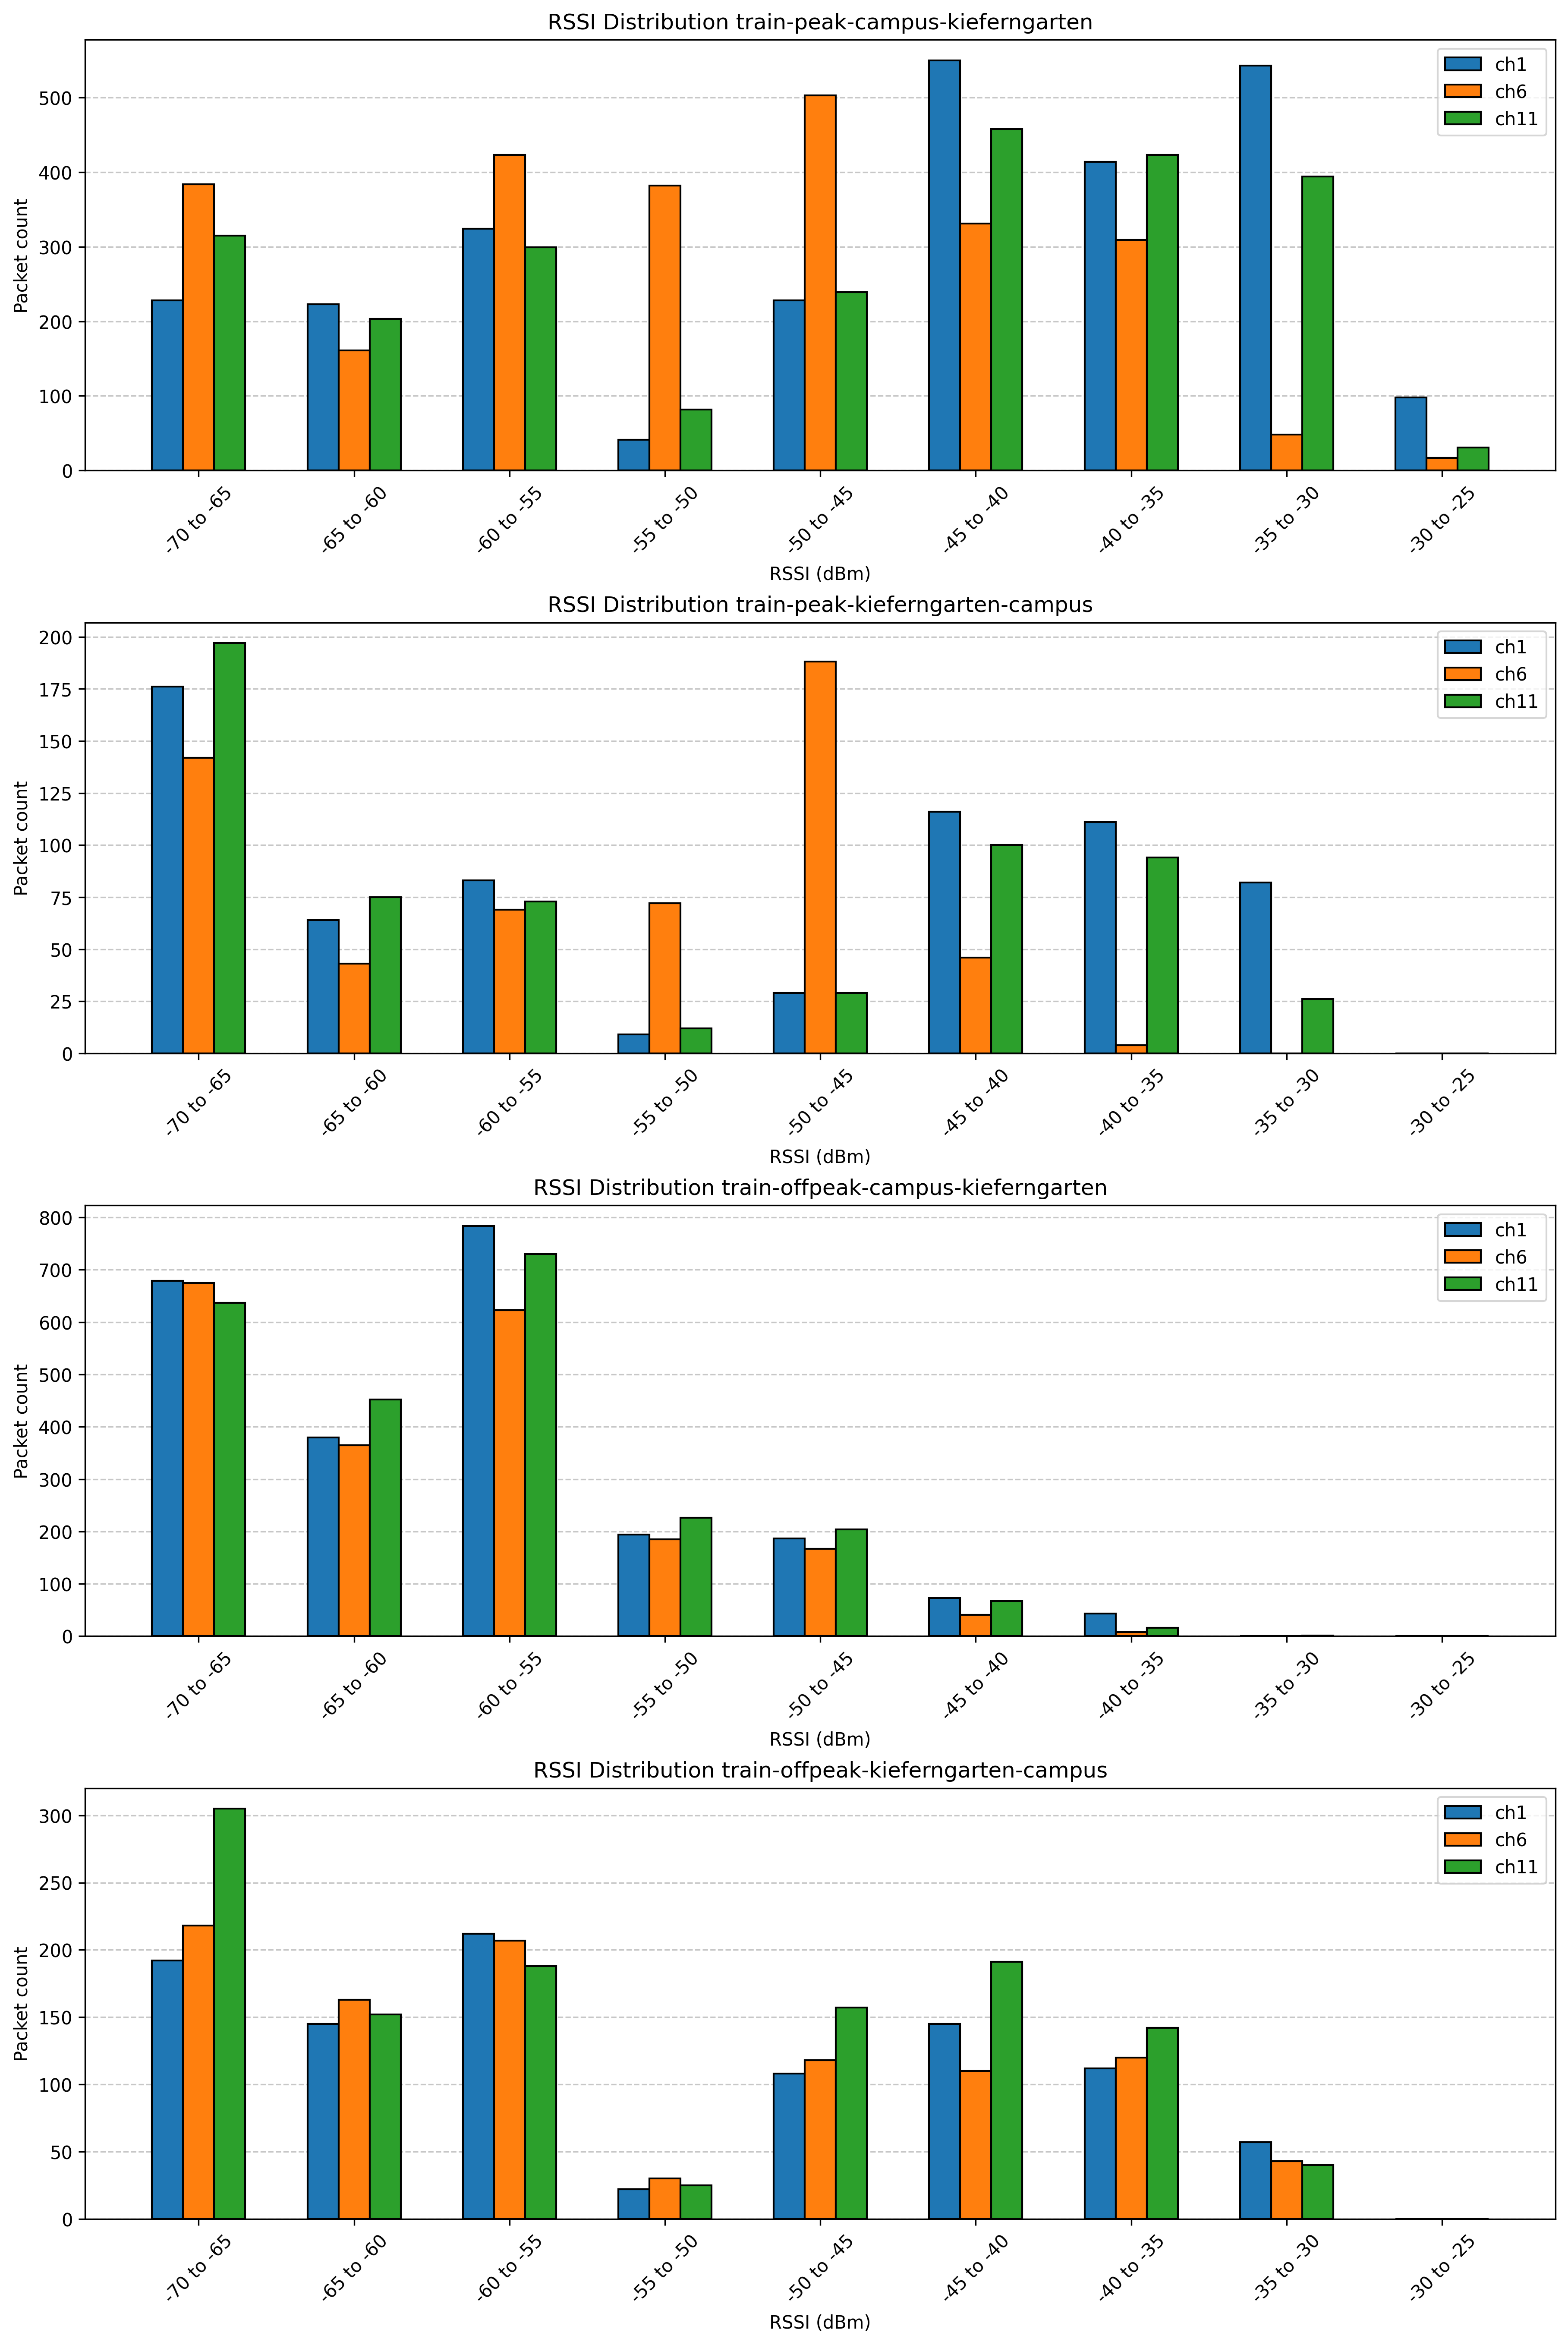 RSSI Distribution train-peak-campus-kieferngarten
Packet count
500
400
300
200
100
0
ch1
ch6
ch11
-70 to -65
-65 to -60
-60 to -55
-55 to -50
-50 to -45
-45 to -40
-40 to -35
-35 to -30
-30 to -25
RSSI (dBm)
RSSI Distribution train-peak-kieferngarten-campus
Packet count
200
175
150
125
100
75
50
25
0
ch1
ch6
ch11
-70 to -65
-65 to -60
-60 to -55
-55 to -50
-50 to -45
-45 to -40
-40 to -35
-35 to -30
-30 to -25
RSSI (dBm)
RSSI Distribution train-offpeak-campus-kieferngarten
Packet count
800
700
600
500
400
300
200
100
0
ch1
ch6
ch11
-70 to -65
-65 to -60
-60 to -55
-55 to -50
-50 to -45
-45 to -40
-40 to -35
-35 to -30
-30 to -25
RSSI (dBm)
RSSI Distribution train-offpeak-kieferngarten-campus
Packet count
300
250
200
150
100
50
0
ch1
ch6
ch11
-70 to -65
-65 to -60
-60 to -55
-55 to -50
-50 to -45
-45 to -40
-40 to -35
-35 to -30
-30 to -25
RSSI (dBm)